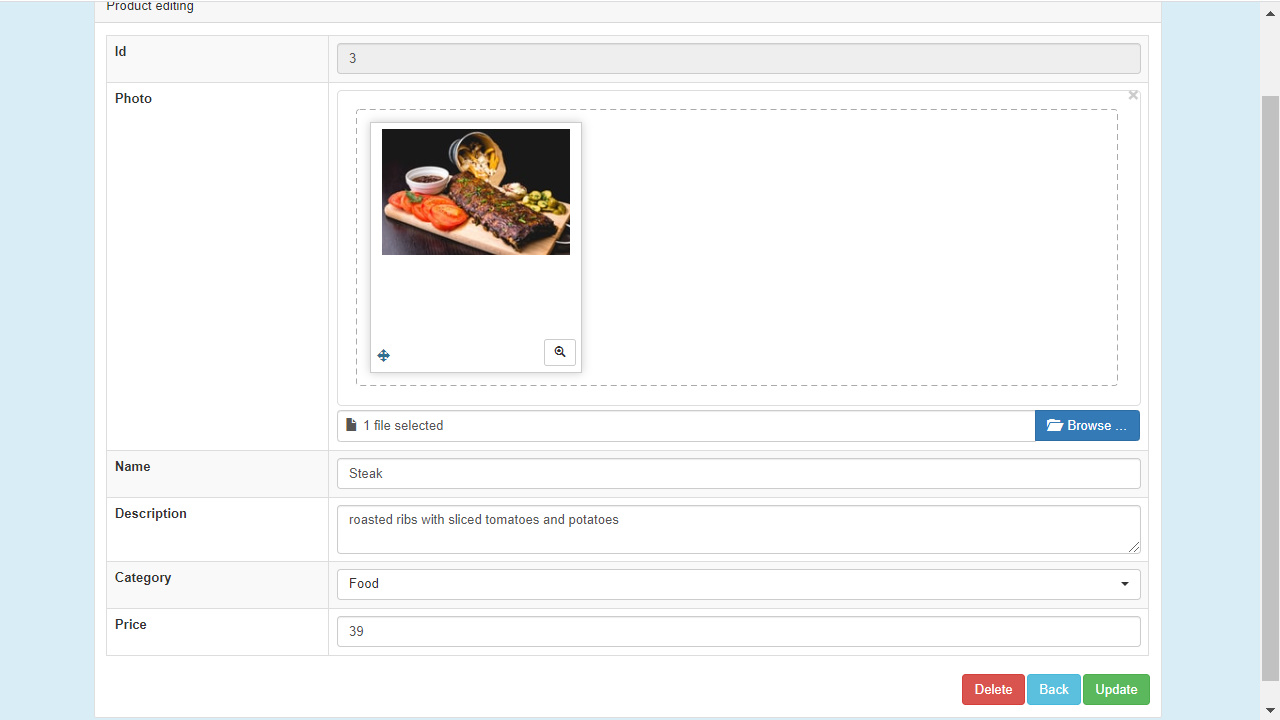 Product editing
Id
3
Photo
×
1 file selected
Browse ...
Name
Steak
Description
roasted ribs with sliced tomatoes and potatoes
Category
Food
Price
39
Delete
Back
Update